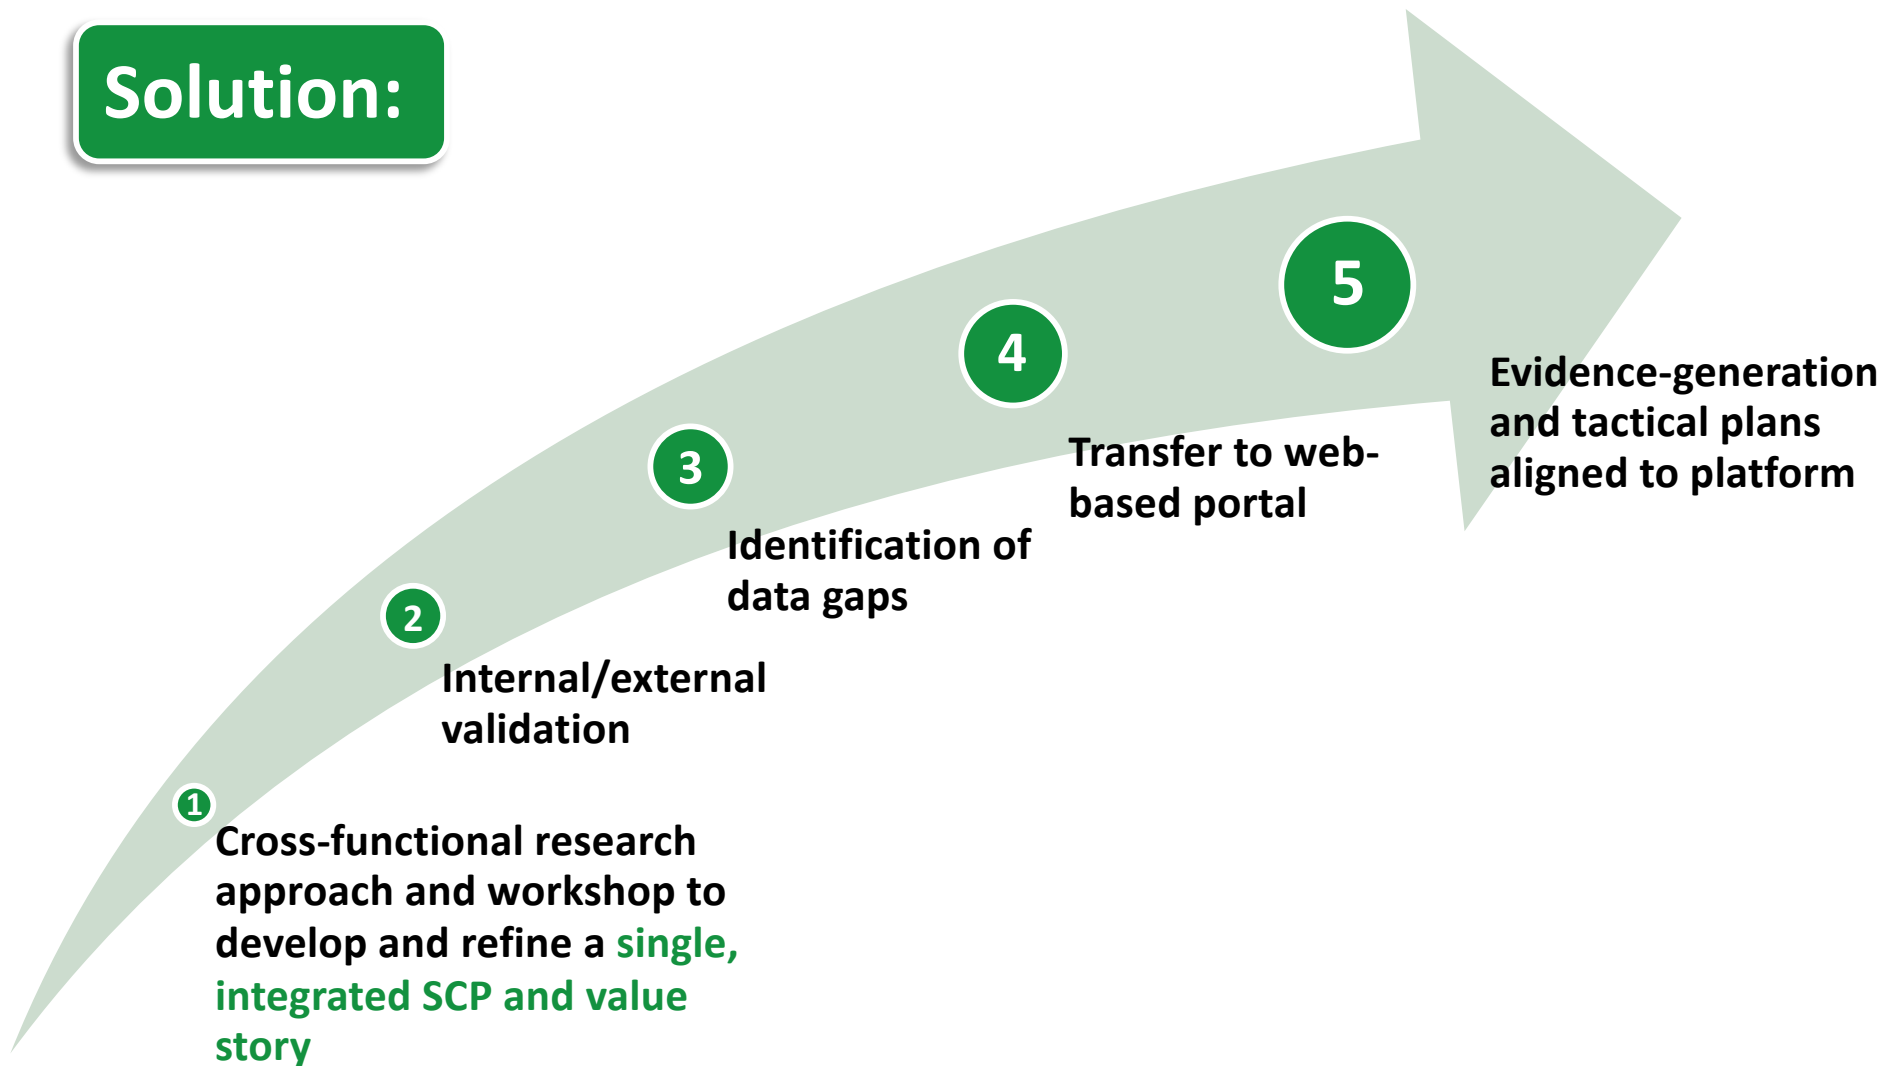 Solution:
1
Cross-functional research
approach and workshop to
develop and refine a single,
integrated SCP and value
story
2
Internal/external
validation
3
Identification of
data gaps
4
Transfer to web-
based portal
5
Evidence-generation
and tactical plans
aligned to platform